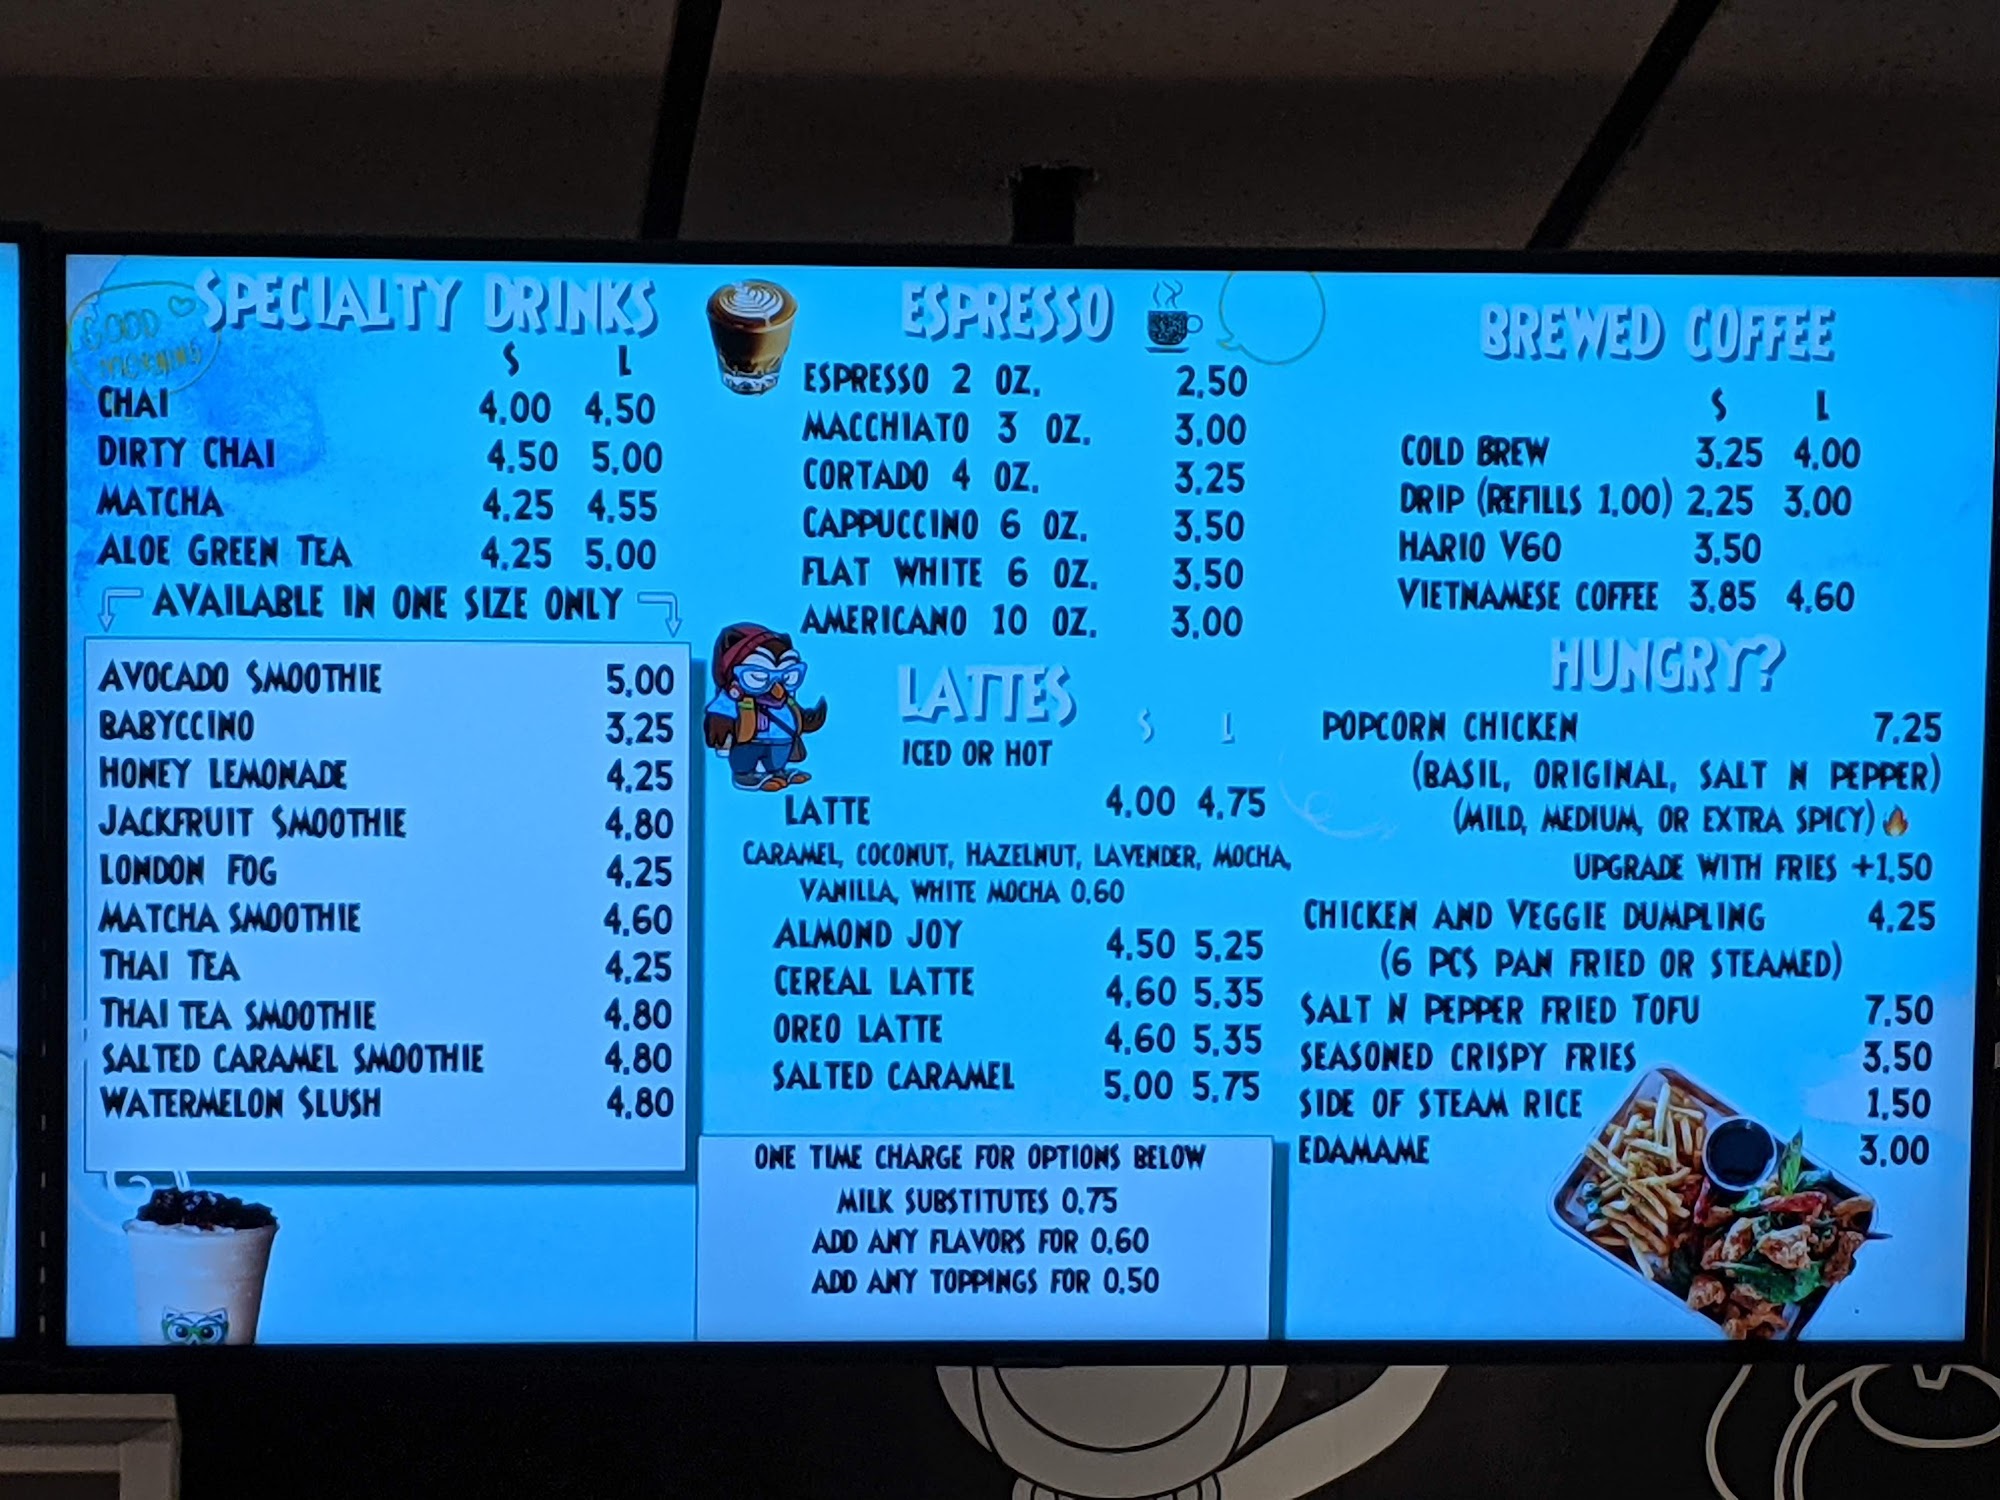 GOOD
MORNING
SPECIALTY DRINKS
S L
CHAI 4.00 4.50
DIRTY CHAI 4.50 5.00
MATCHA 4.25 4.55
ALOE GREEN TEA 4.25 5.00
AVAILABLE IN ONE SIZE ONLY
AVOCADO SMOOTHIE 5.00
BABYCCINO 3.25
HONEY LEMONADE 4.25
JACKFRUIT SMOOTHIE 4.80
LONDON FOG 4.25
MATCHA SMOOTHIE 4.60
THAI TEA 4.25
THAI TEA SMOOTHIE 4.80
SALTED CARAMEL SMOOTHIE 4.80
WATERMELON SLUSH 4.80
ESPRESSO
ESPRESSO 2 OZ. 2.50
MACCHIATO 3 OZ. 3.00
CORTADO 4 OZ. 3.25
CAPPUCCINO 6 OZ. 3.50
FLAT WHITE 6 OZ. 3.50
AMERICANO 10 OZ. 3.00
LATTES S L
ICED OR HOT
LATTE 4.00 4.75
CARAMEL, COCONUT, HAZELNUT, LAVENDER, MOCHA,
VANILLA, WHITE MOCHA 0.60
ALMOND JOY 4.50 5.25
CEREAL LATTE 4.60 5.35
OREO LATTE 4.60 5.35
SALTED CARAMEL 5.00 5.75
ONE TIME CHARGE FOR OPTIONS BELOW
MILK SUBSTITUTES 0.75
ADD ANY FLAVORS FOR 0.60
ADD ANY TOPPINGS FOR 0.50
BREWED COFFEE
S L
COLD BREW 3.25 4.00
DRIP (REFILLS 1.00) 2.25 3.00
HARIO V60 3.50
VIETNAMESE COFFEE 3.85 4.60
HUNGRY?
POPCORN CHICKEN 7.25
(BASIL, ORIGINAL, SALT N PEPPER)
(MILD, MEDIUM, OR EXTRA SPICY)
UPGRADE WITH FRIES +1.50
CHICKEN AND VEGGIE DUMPLING 4.25
(6 PCS PAN FRIED OR STEAMED)
SALT N PEPPER FRIED TOFU 7.50
SEASONED CRISPY FRIES 3.50
SIDE OF STEAM RICE 1.50
EDAMAME 3.00